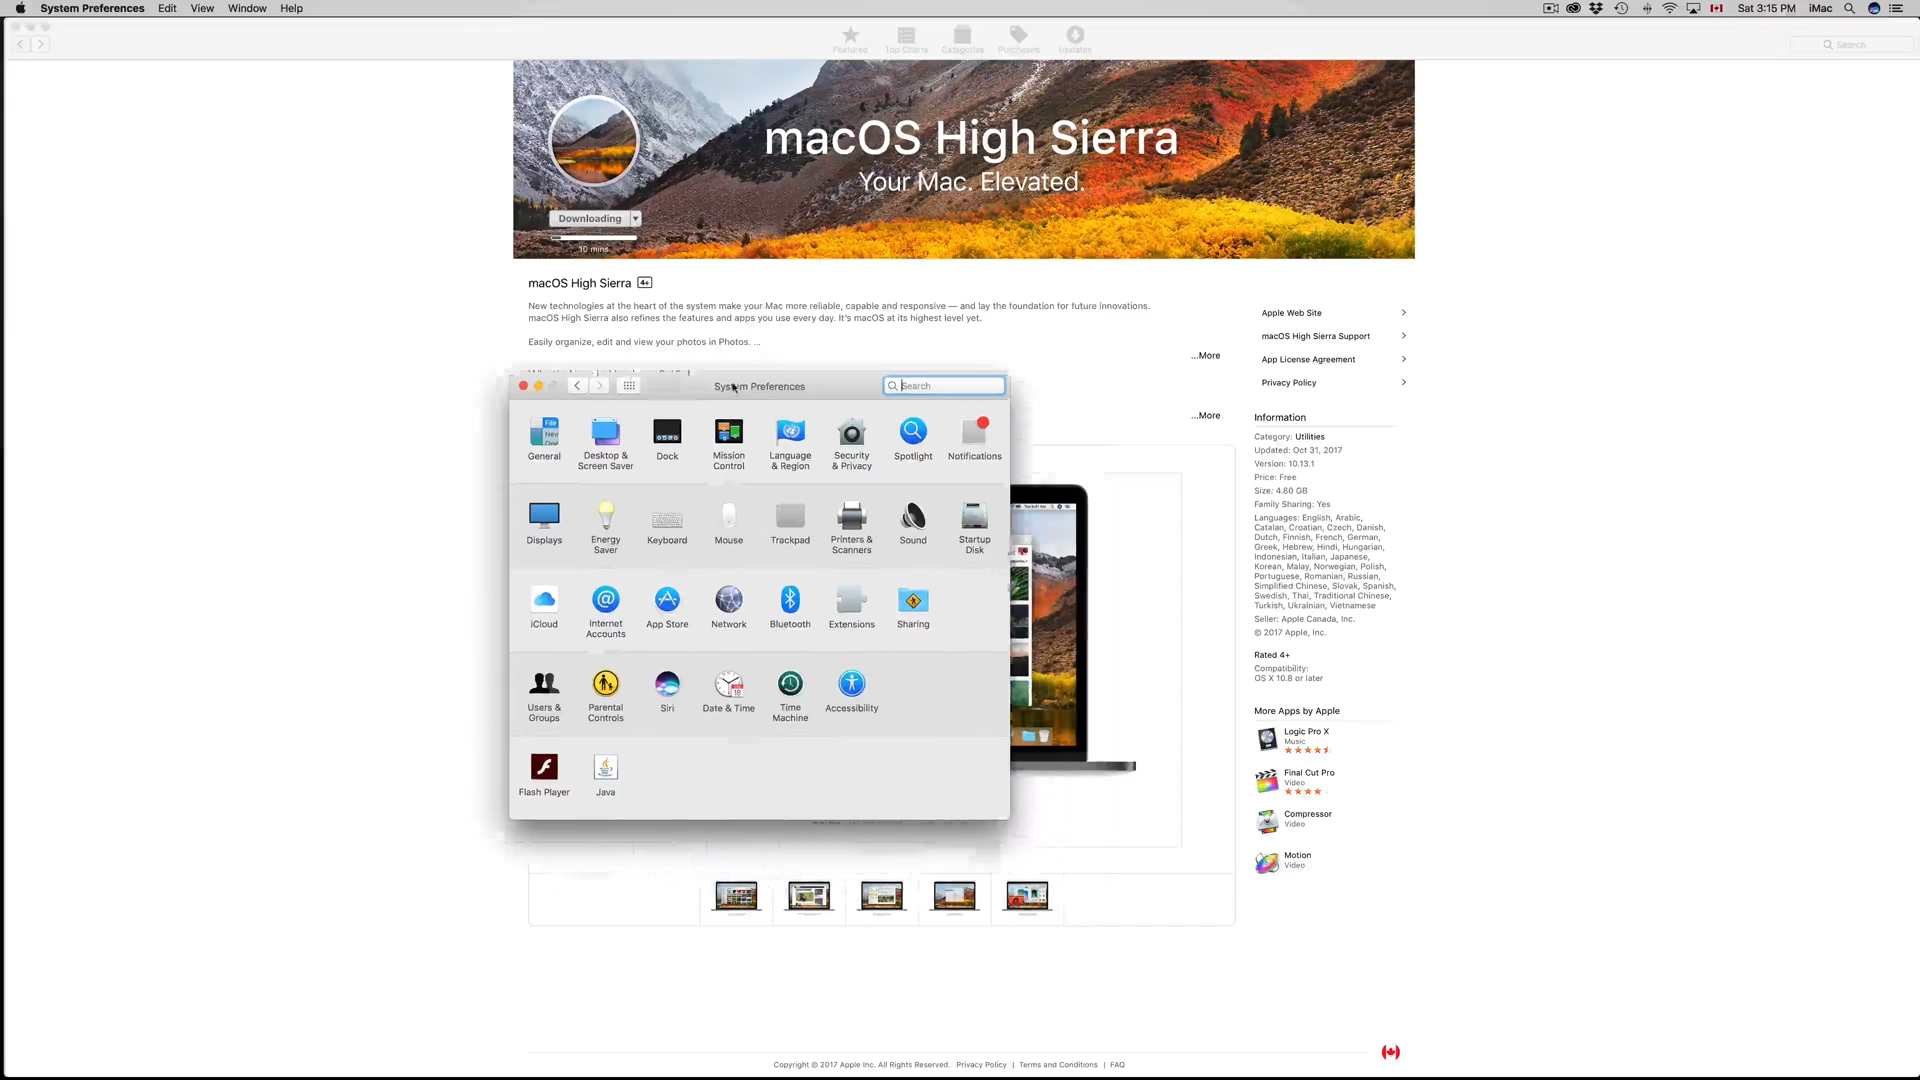 System Preferences Edit View Window Help
Sat 3:15 PM iMac
Featured Top Charts Categories Purchases Updates
Search
macOS High Sierra
Your Mac. Elevated.
Downloading
10 mins
macOS High Sierra 4+
New technologies at the heart of the system make your Mac more reliable, capable and responsive — and lay the foundation for future innovations.
macOS High Sierra also refines the features and apps you use every day. It's macOS at its highest level yet.
Easily organize, edit and view your photos in Photos. ...
...More
...More
Apple Web Site
macOS High Sierra Support
App License Agreement
Privacy Policy
System Preferences
Search
General
Desktop &
Screen Saver
Dock
Mission
Control
Language
& Region
Security
& Privacy
Spotlight
Notifications
Displays
Energy
Saver
Keyboard
Mouse
Trackpad
Printers &
Scanners
Sound
Startup
Disk
iCloud
Internet
Accounts
App Store
Network
Bluetooth
Extensions
Sharing
Users &
Groups
Parental
Controls
Siri
Date & Time
Time
Machine
Accessibility
Flash Player
Java
Information
Category: Utilities
Updated: Oct 31, 2017
Version: 10.13.1
Price: Free
Size: 4.80 GB
Family Sharing: Yes
Languages: English, Arabic,
Catalan, Croatian, Czech, Danish,
Dutch, Finnish, French, German,
Greek, Hebrew, Hindi, Hungarian,
Indonesian, Italian, Japanese,
Korean, Malay, Norwegian, Polish,
Portuguese, Romanian, Russian,
Simplified Chinese, Slovak, Spanish,
Swedish, Thai, Traditional Chinese,
Turkish, Ukrainian, Vietnamese
Seller: Apple Canada, Inc.
© 2017 Apple, Inc.
Rated 4+
Compatibility:
OS X 10.8 or later
More Apps by Apple
Logic Pro X
Music
Final Cut Pro
Video
Compressor
Video
Motion
Video
Copyright © 2017 Apple Inc. All Rights Reserved. Privacy Policy | Terms and Conditions | FAQ